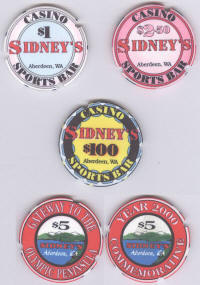 CASINO
$1
SIDNEY'S
Aberdeen, WA
SPORTS BAR
CASINO
$2.50
SIDNEY'S
Aberdeen, WA
SPORTS BAR
CASINO
SIDNEY'S
$100
Aberdeen, WA
SPORTS BAR
GATEWAY TO THE
$5
SIDNEY'S
Aberdeen, WA
OLYMPIC PENINSULA
YEAR 2000
$5
SIDNEY'S
Aberdeen, WA
COMMEMORATIVE